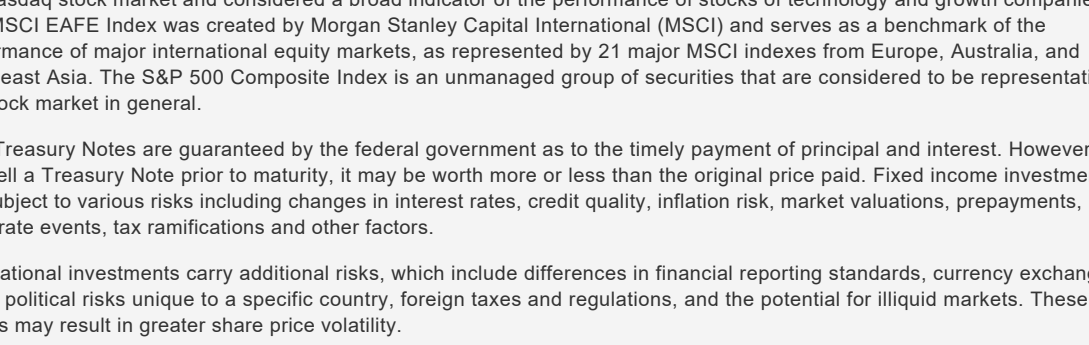 asdaq stock market and considered a broad indicator of the performance of stocks of technology and growth companie
MSCI EAFE Index was created by Morgan Stanley Capital International (MSCI) and serves as a benchmark of the
rmance of major international equity markets, as represented by 21 major MSCI indexes from Europe, Australia, and
east Asia. The S&P 500 Composite Index is an unmanaged group of securities that are considered to be representati
ock market in general.
Treasury Notes are guaranteed by the federal government as to the timely payment of principal and interest. However
ell a Treasury Note prior to maturity, it may be worth more or less than the original price paid. Fixed income investme
ubject to various risks including changes in interest rates, credit quality, inflation risk, market valuations, prepayments,
rate events, tax ramifications and other factors.
ational investments carry additional risks, which include differences in financial reporting standards, currency exchang
political risks unique to a specific country, foreign taxes and regulations, and the potential for illiquid markets. These
s may result in greater share price volatility.